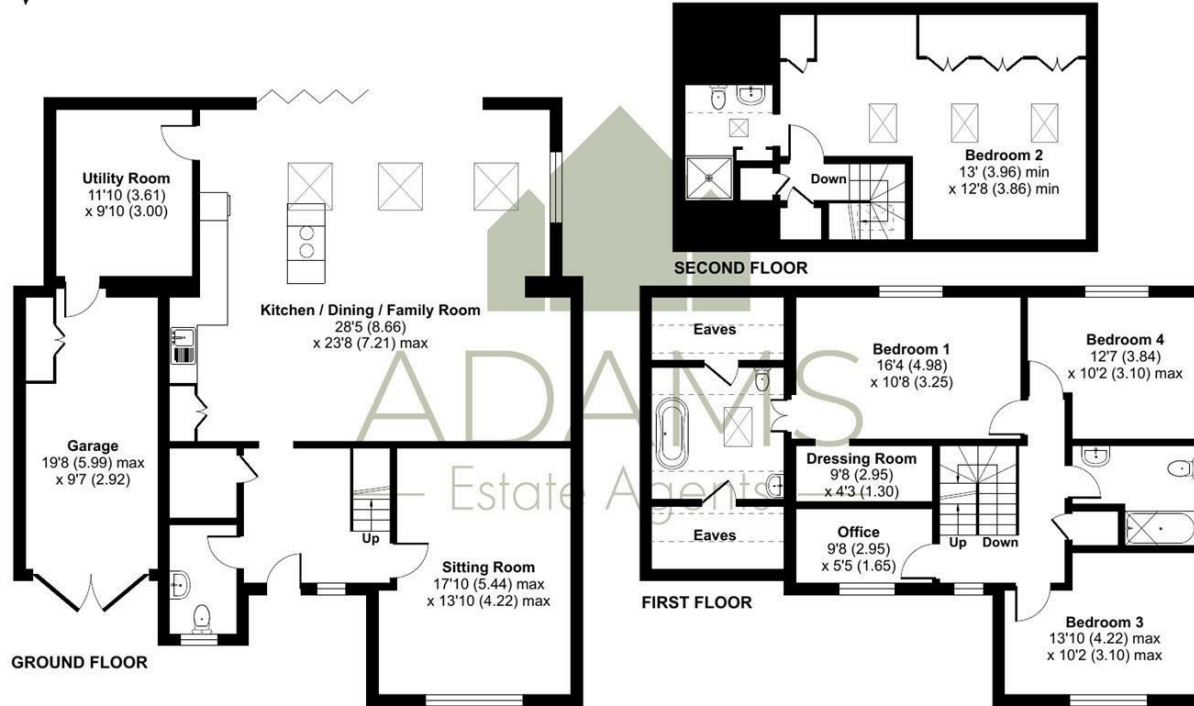 Utility Room
11'10 (3.61)
x 9'10 (3.00)
Kitchen / Dining / Family Room
28'5 (8.66)
x 23'8 (7.21) max
Garage
19'8 (5.99) max
x 9'7 (2.92)
Up
Sitting Room
17'10 (5.44) max
x 13'10 (4.22) max
GROUND FLOOR
Bedroom 2
13' (3.96) min
x 12'8 (3.86) min
Down
SECOND FLOOR
Eaves
Bedroom 1
16'4 (4.98)
x 10'8 (3.25)
Bedroom 4
12'7 (3.84)
x 10'2 (3.10) max
Dressing Room
9'8 (2.95)
x 4'3 (1.30)
Office
9'8 (2.95)
x 5'5 (1.65)
Up
Down
Eaves
Bedroom 3
13'10 (4.22) max
x 10'2 (3.10) max
FIRST FLOOR
ADAMS
Estate Agents